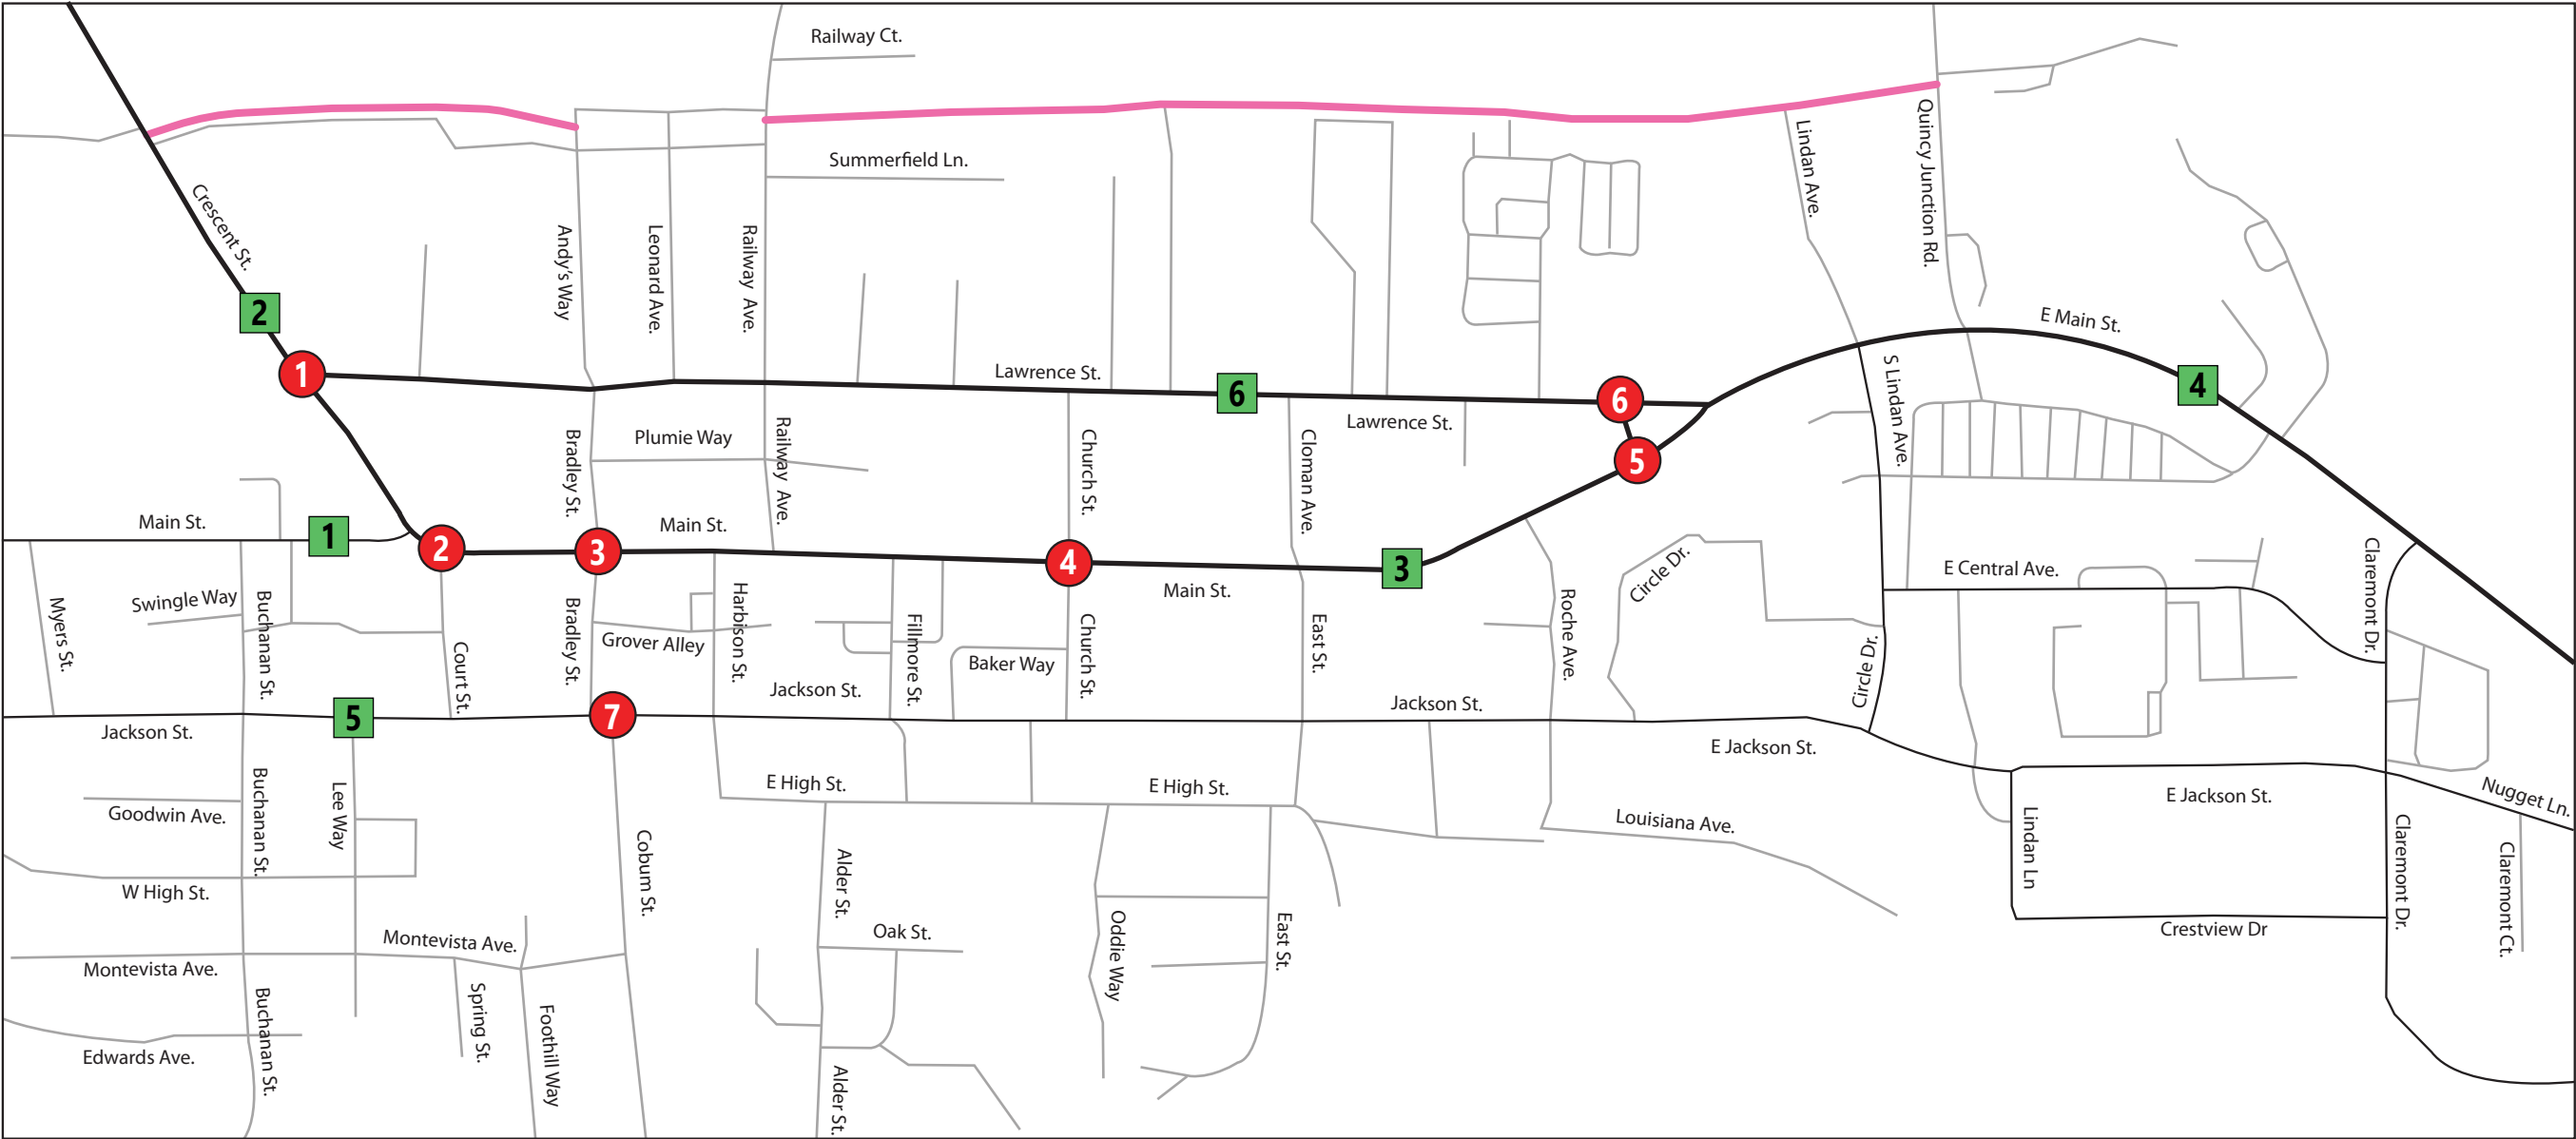 Railway Ct.
Summerfield Ln.
Crescent St.
Andy's Way
Leonard Ave.
Railway Ave.
Lindan Ave.
Quincy Junction Rd.
2
E Main St.
1
Lawrence St.
6
6
4
S Lindan Ave.
Lawrence St.
Plumie Way
Bradley St.
Railway Ave.
Church St.
Cloman Ave.
5
Main St.
1
2
Main St.
3
4
3
Main St.
E Central Ave.
Claremont Dr.
Circle Dr.
Myers St.
Swingle Way
Buchanan St.
Court St.
Bradley St.
Grover Alley
Harbison St.
Fillmore St.
Baker Way
Church St.
East St.
Roche Ave.
Circle Dr.
Jackson St.
Jackson St.
5
7
Jackson St.
E Jackson St.
E High St.
E High St.
E Jackson St.
Nugget Ln.
Goodwin Ave.
Buchanan St.
Lee Way
Louisiana Ave.
Lindan Ln
Claremont Dr.
Claremont Ct.
W High St.
Coburn St.
Alder St.
Oak St.
Oddie Way
East St.
Crestview Dr
Montevista Ave.
Montevista Ave.
Buchanan St.
Spring St.
Foothill Way
Edwards Ave.
Alder St.